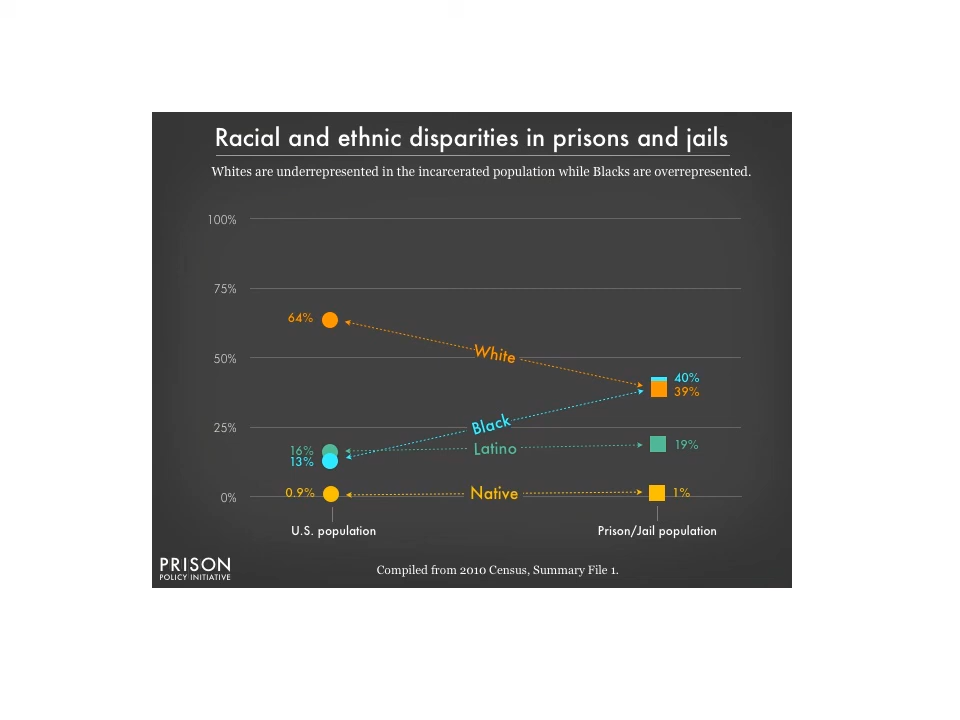 Racial and ethnic disparities in prisons and jails
Whites are underrepresented in the incarcerated population while Blacks are overrepresented.
100%
75%
64%
White
50%
40%
39%
Black
25%
16%
Latino
19%
13%
0.9%
Native
1%
0%
U.S. population
Prison/Jail population
PRISON
POLICY INITIATIVE
Compiled from 2010 Census, Summary File 1.